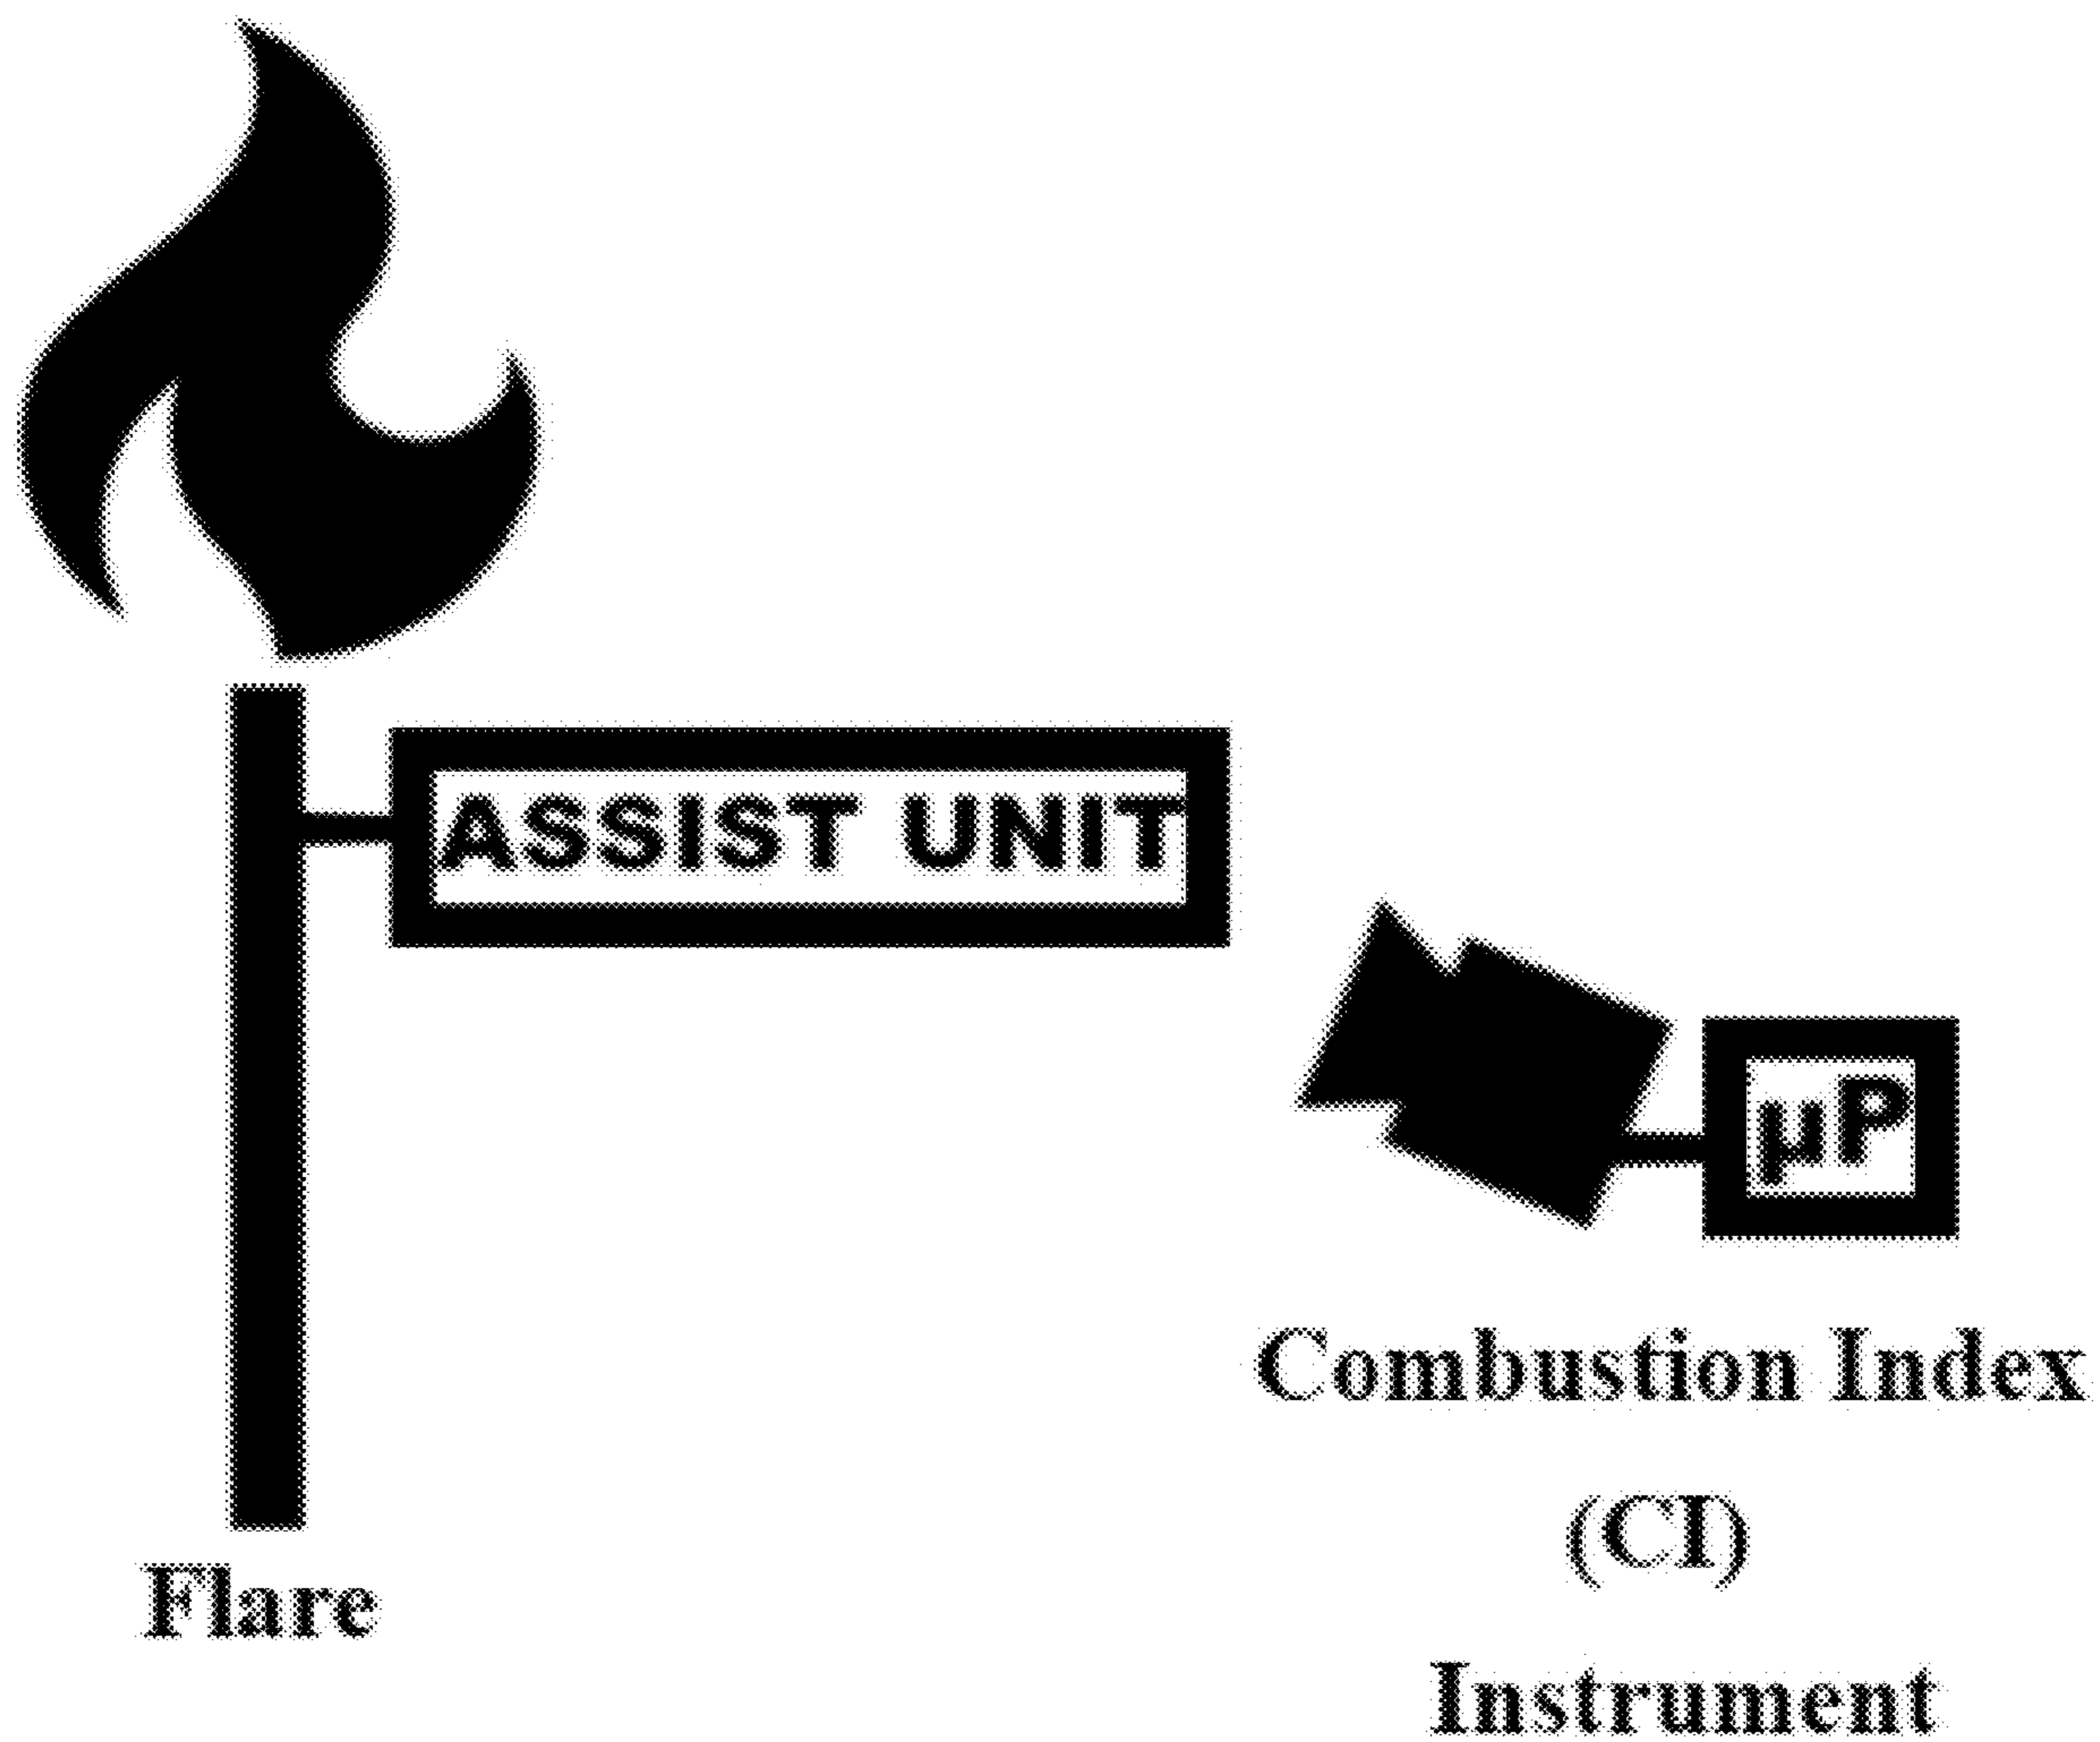 ASSIST UNIT
µP
Combustion Index
(CI)
Instrument
Flare